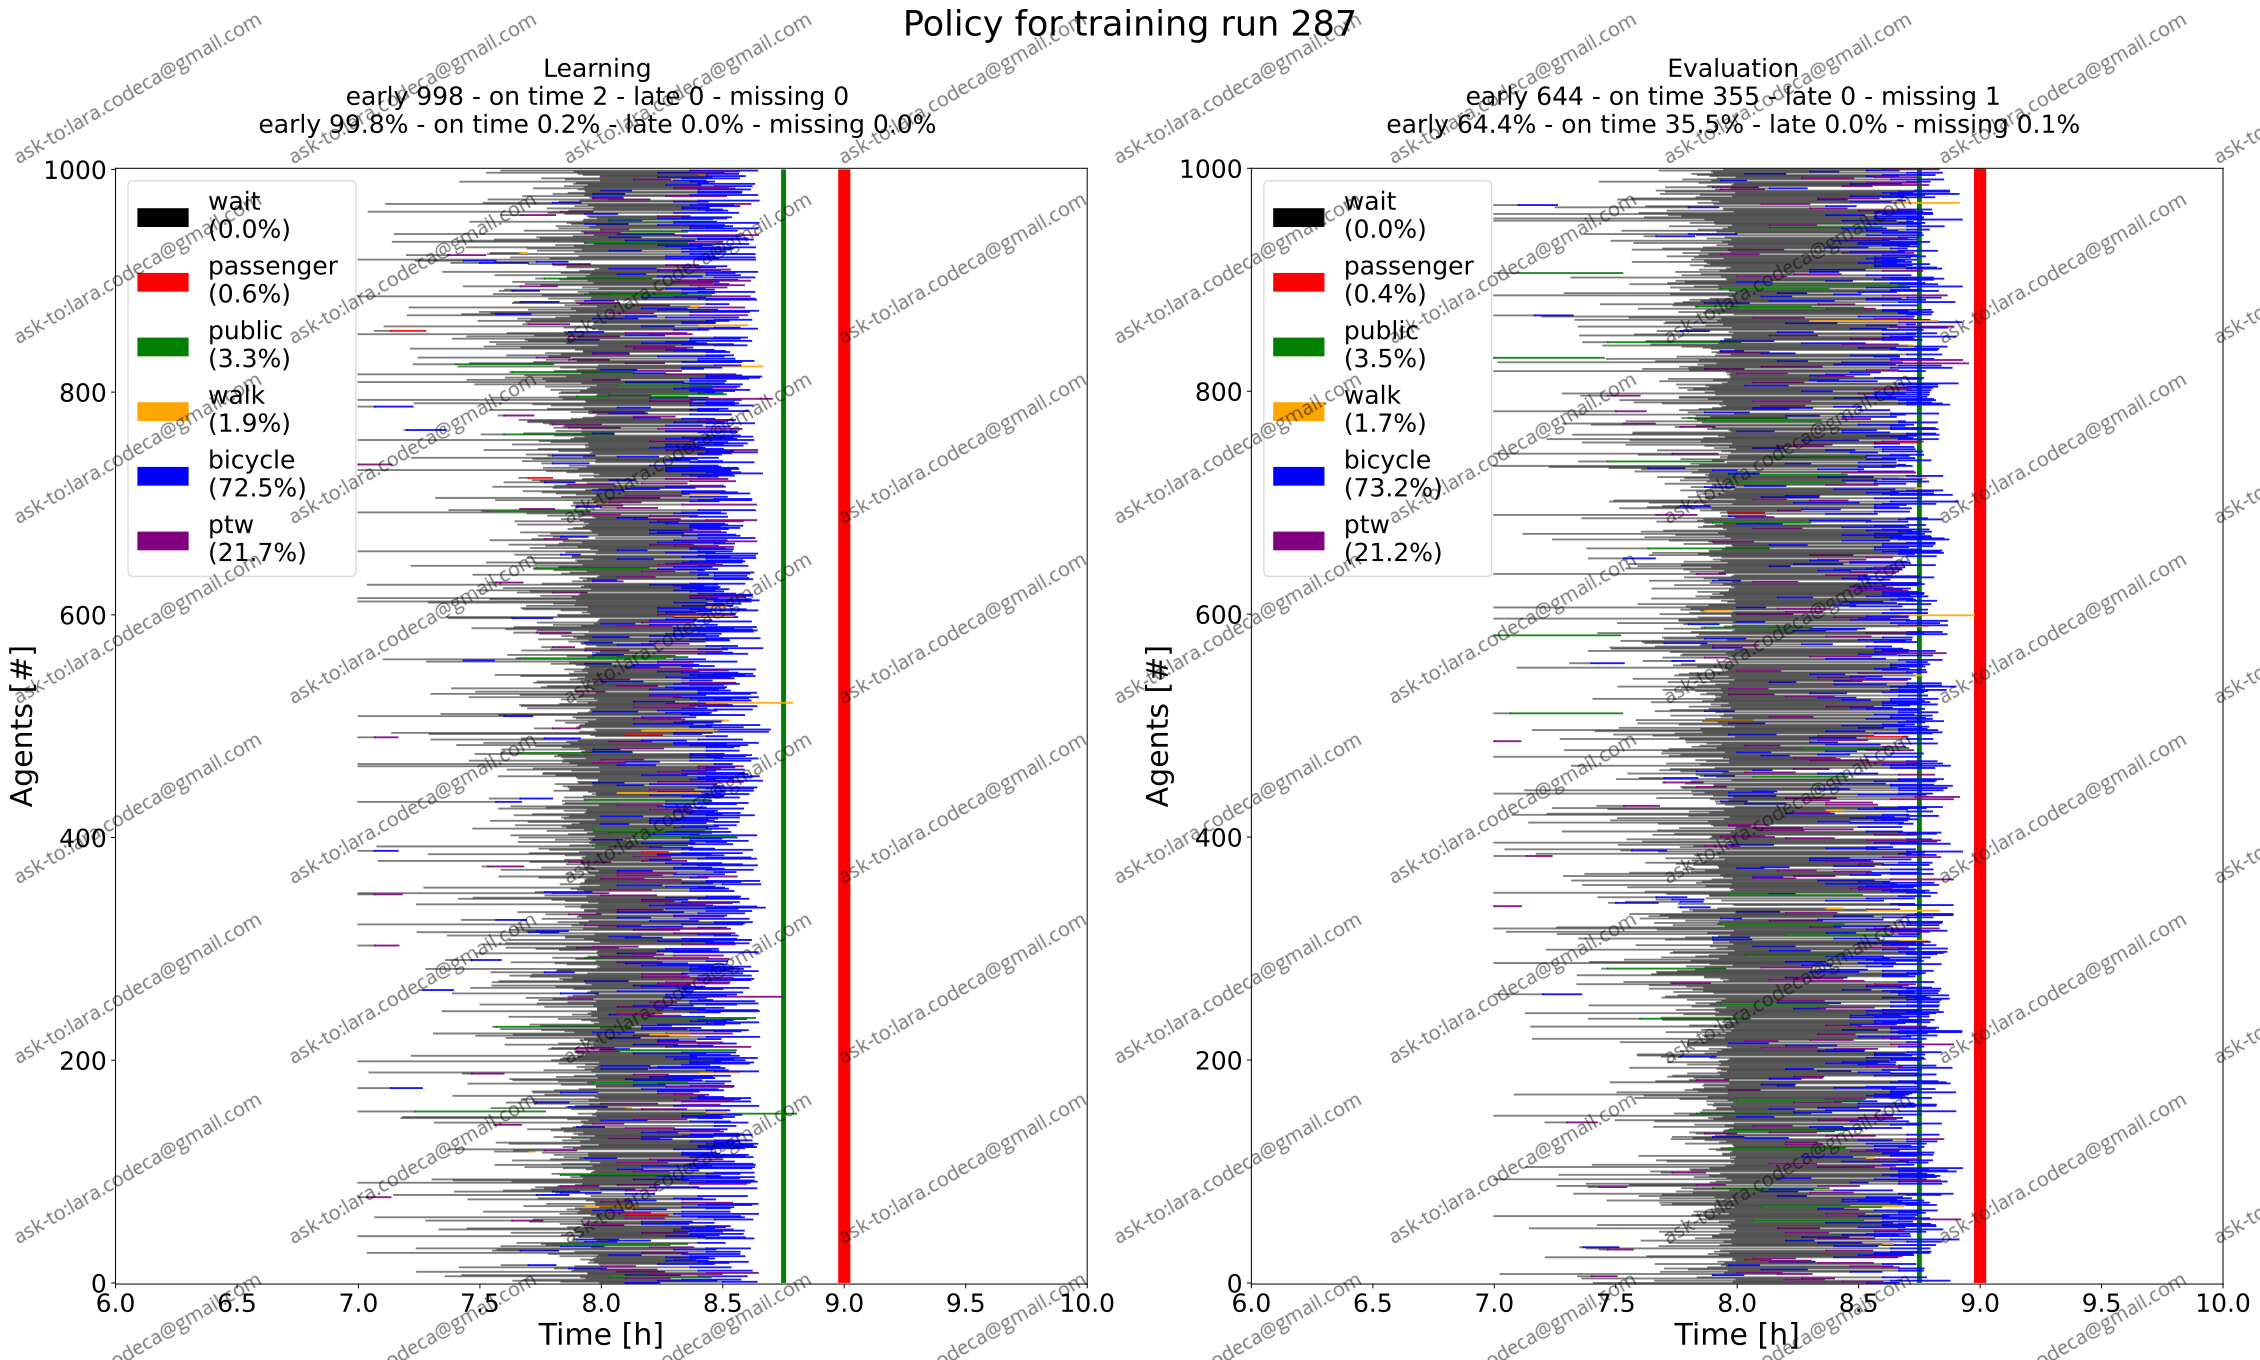 Policy for training run 287
Learning
early 998 - on time 2 - late 0 - missing 0
early 99.8% - on time 0.2% - late 0.0% - missing 0.0%
wait
(0.0%)
passenger
(0.6%)
public
(3.3%)
walk
(1.9%)
bicycle
(72.5%)
ptw
(21.7%)
1000
800
600
400
200
0
Agents [#]
6.0 6.5 7.0 7.5 8.0 8.5 9.0 9.5 10.0
Time [h]
Evaluation
early 644 - on time 355 - late 0 - missing 1
early 64.4% - on time 35.5% - late 0.0% - missing 0.1%
wait
(0.0%)
passenger
(0.4%)
public
(3.5%)
walk
(1.7%)
bicycle
(73.2%)
ptw
(21.2%)
1000
800
600
400
200
0
Agents [#]
6.0 6.5 7.0 7.5 8.0 8.5 9.0 9.5 10.0
Time [h]
ask-to:lara.codeca@gmail.com